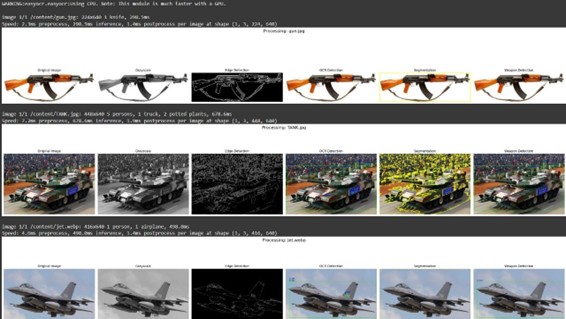 WARNING:easyocr.easyocr:Using CPU. Note: This module is much faster with a GPU.
image 1/1 /content/gun.jpg: 224x640 1 knife, 298.5ms
Speed: 2.3ms preprocess, 298.5ms inference, 1.4ms postprocess per image at shape (1, 3, 224, 640)
Processing: gun.jpg
Original Image Grayscale Edge Detection OCR Detection Segmentation Weapon Detection
image 1/1 /content/TANK.jpg: 448x640 5 persons, 1 truck, 2 potted plants, 678.6ms
Speed: 7.2ms preprocess, 678.6ms inference, 1.3ms postprocess per image at shape (1, 3, 448, 640)
Processing: TANK.jpg
Original Image Grayscale Edge Detection OCR Detection Segmentation Weapon Detection
image 1/1 /content/jet.webp: 416x640 1 person, 1 airplane, 490.0ms
Speed: 4.6ms preprocess, 490.0ms inference, 1.4ms postprocess per image at shape (1, 3, 416, 640)
Processing: jet.webp
Original Image Grayscale Edge Detection OCR Detection Segmentation Weapon Detection